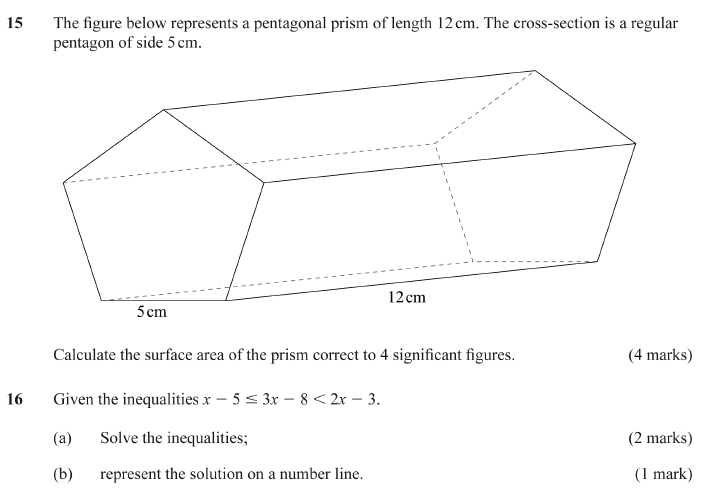 15 The figure below represents a pentagonal prism of length 12 cm. The cross-section is a regular
pentagon of side 5 cm.
12 cm
5 cm
Calculate the surface area of the prism correct to 4 significant figures. (4 marks)
16 Given the inequalities x − 5 ≤ 3x − 8 < 2x − 3.
(a) Solve the inequalities; (2 marks)
(b) represent the solution on a number line. (1 mark)